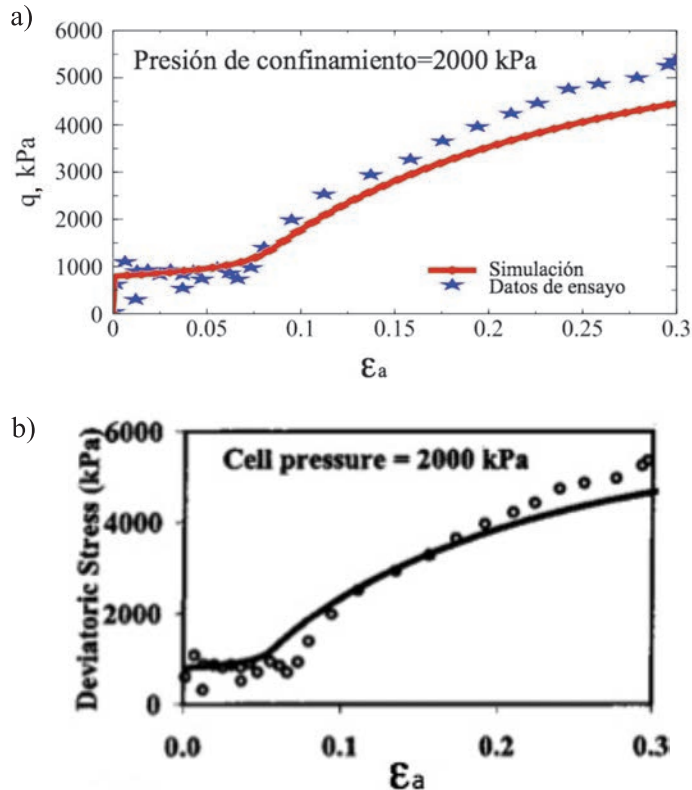 a)
6000
5000
4000
3000
2000
1000
0
q, kPa
Presión de confinamiento=2000 kPa
Simulación
Datos de ensayo
0 0.05 0.1 0.15 0.2 0.25 0.3
εa
b)
6000
4000
2000
0
Deviatoric Stress (kPa)
Cell pressure = 2000 kPa
0.0 0.1 0.2 0.3
εa